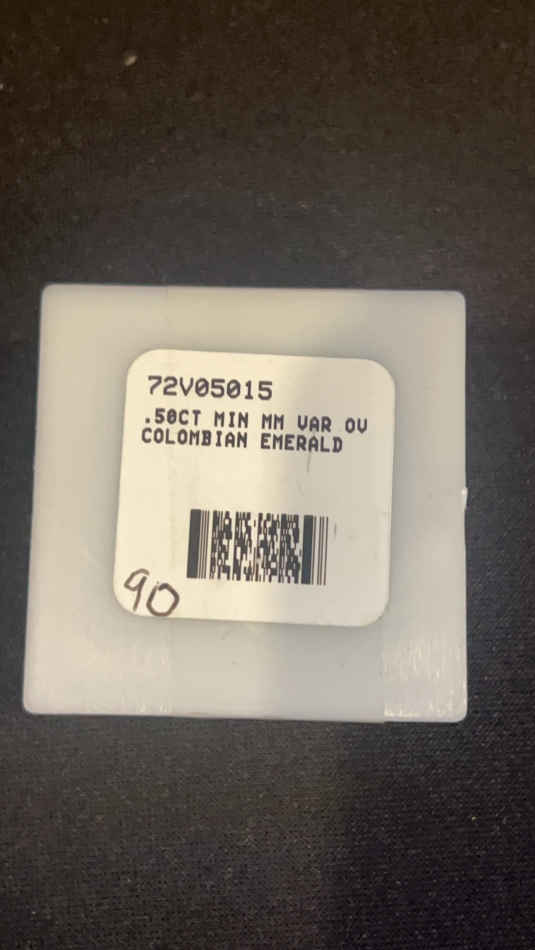 72V05015
.50CT MIN MM VAR OV
COLOMBIAN EMERALD
90